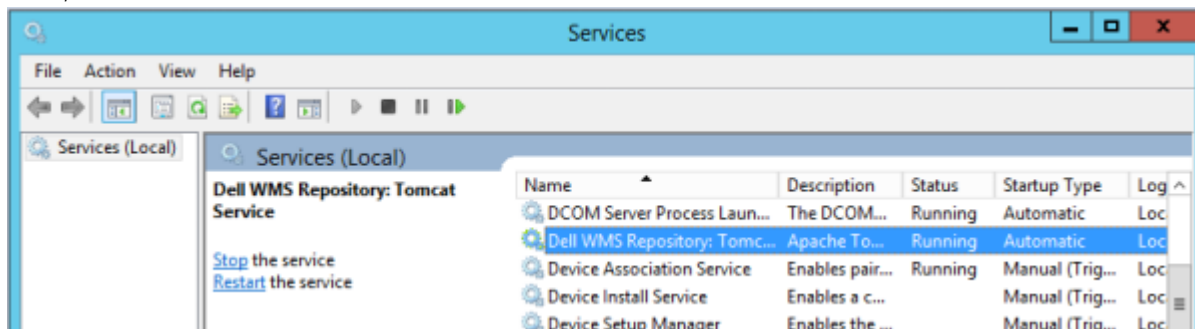 Services
File Action View Help
Services (Local)
Services (Local)
Dell WMS Repository: Tomcat
Service
Stop the service
Restart the service
Name Description Status Startup Type Log
DCOM Server Process Laun... The DCOM... Running Automatic Loc
Dell WMS Repository: Tomc... Apache To... Running Automatic Loc
Device Association Service Enables pair... Running Manual (Trig... Loc
Device Install Service Enables a c... Manual (Trig... Loc
Device Setup Manager Enables the ... Manual (Trig... Loc